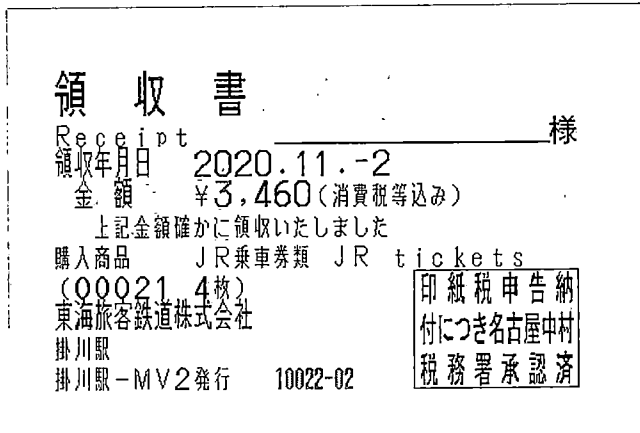 領収書
Receipt 様
領収年月日 2020.11.-2
金額 ¥3,460(消費税等込み)
上記金額確かに領収いたしました
購入商品 JR乗車券類 JR tickets
(00021 4枚)
東海旅客鉄道株式会社
掛川駅
掛川駅-MV2発行 10022-02
印紙税申告納
付につき名古屋中村
税務署承認済